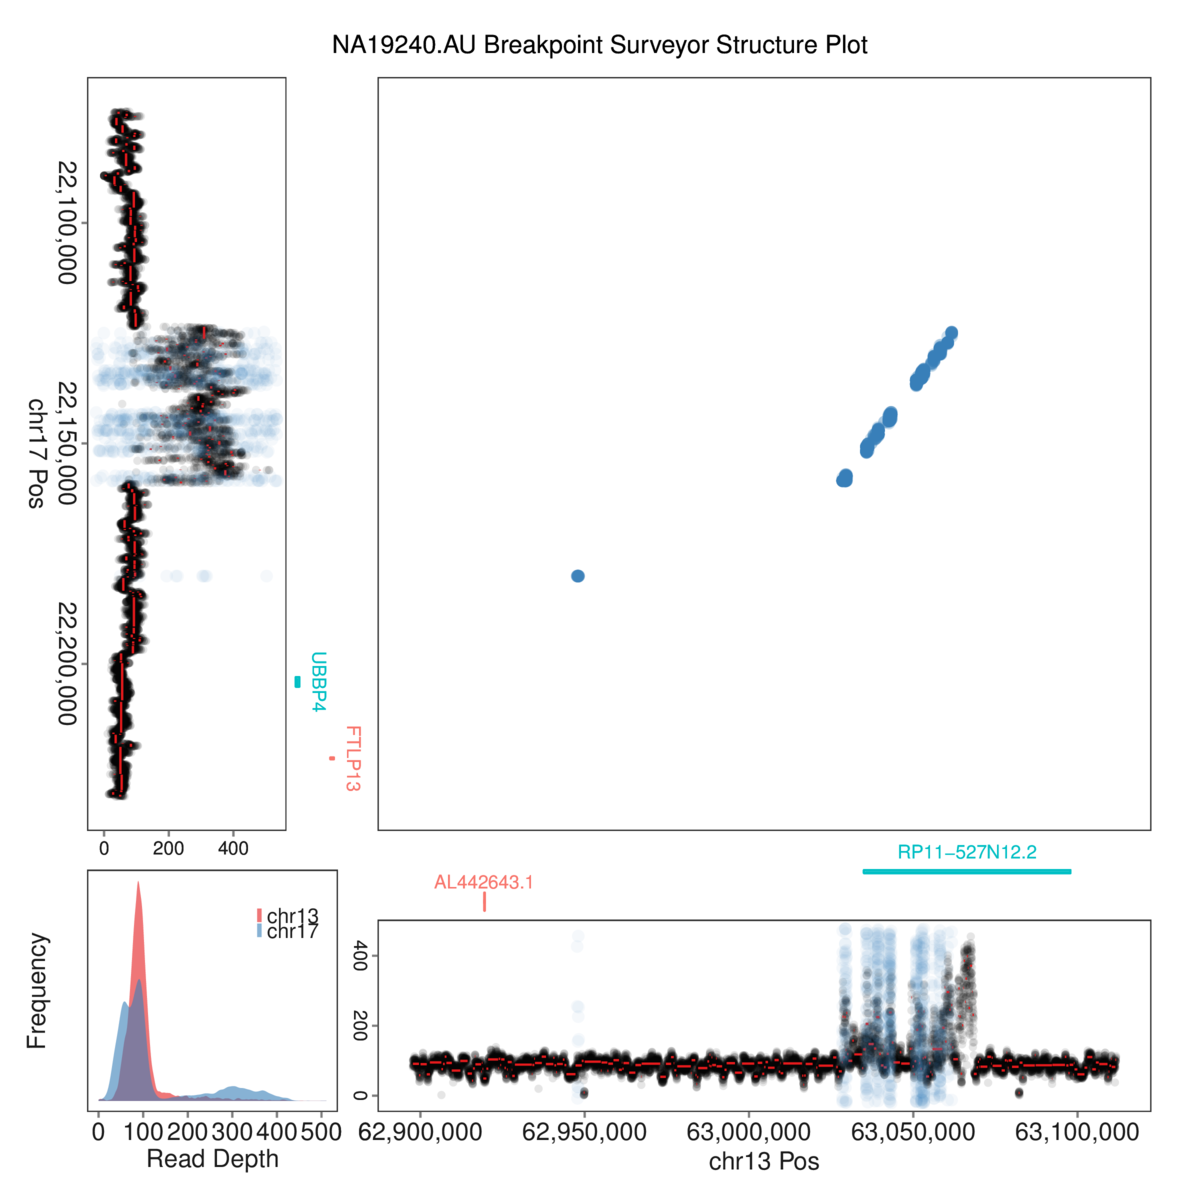 NA19240.AU Breakpoint Surveyor Structure Plot
22,100,000
22,150,000
22,200,000
chr17 Pos
0 200 400
UBBP4
FTLP13
RP11−527N12.2
AL442643.1
chr13
chr17
Frequency
0 100 200 300 400 500
Read Depth
400
200
0
62,900,000 62,950,000 63,000,000 63,050,000 63,100,000
chr13 Pos